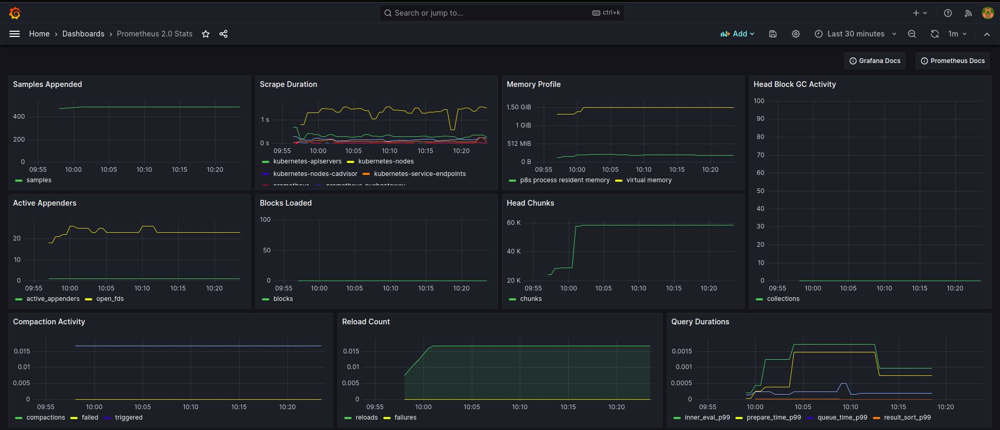 Search or jump to...
ctrl+k
Home › Dashboards › Prometheus 2.0 Stats
Add
Last 30 minutes
1m
Grafana Docs
Prometheus Docs
Samples Appended
400
200
0
09:55 10:00 10:05 10:10 10:15 10:20
samples
Scrape Duration
1 s
0 s
09:55 10:00 10:05 10:10 10:15 10:20
kubernetes-apiservers kubernetes-nodes
kubernetes-nodes-cadvisor kubernetes-service-endpoints
prometheus prometheus-pushgateway
Memory Profile
1.50 GiB
1 GiB
512 MiB
0 B
09:55 10:00 10:05 10:10 10:15 10:20
p8s process resident memory virtual memory
Head Block GC Activity
100
90
80
70
60
50
40
30
20
10
0
09:55 10:00 10:05 10:10 10:15 10:20
collections
Active Appenders
20
10
0
09:55 10:00 10:05 10:10 10:15 10:20
active_appenders open_fds
Blocks Loaded
100
50
0
09:55 10:00 10:05 10:10 10:15 10:20
blocks
Head Chunks
60 K
40 K
20 K
09:55 10:00 10:05 10:10 10:15 10:20
chunks
Compaction Activity
0.015
0.01
0.005
0
09:55 10:00 10:05 10:10 10:15 10:20
compactions failed triggered
Reload Count
0.015
0.01
0.005
0
09:55 10:00 10:05 10:10 10:15 10:20
reloads failures
Query Durations
0.0015
0.001
0.0005
0
09:55 10:00 10:05 10:10 10:15 10:20
inner_eval_p99 prepare_time_p99 queue_time_p99 result_sort_p99